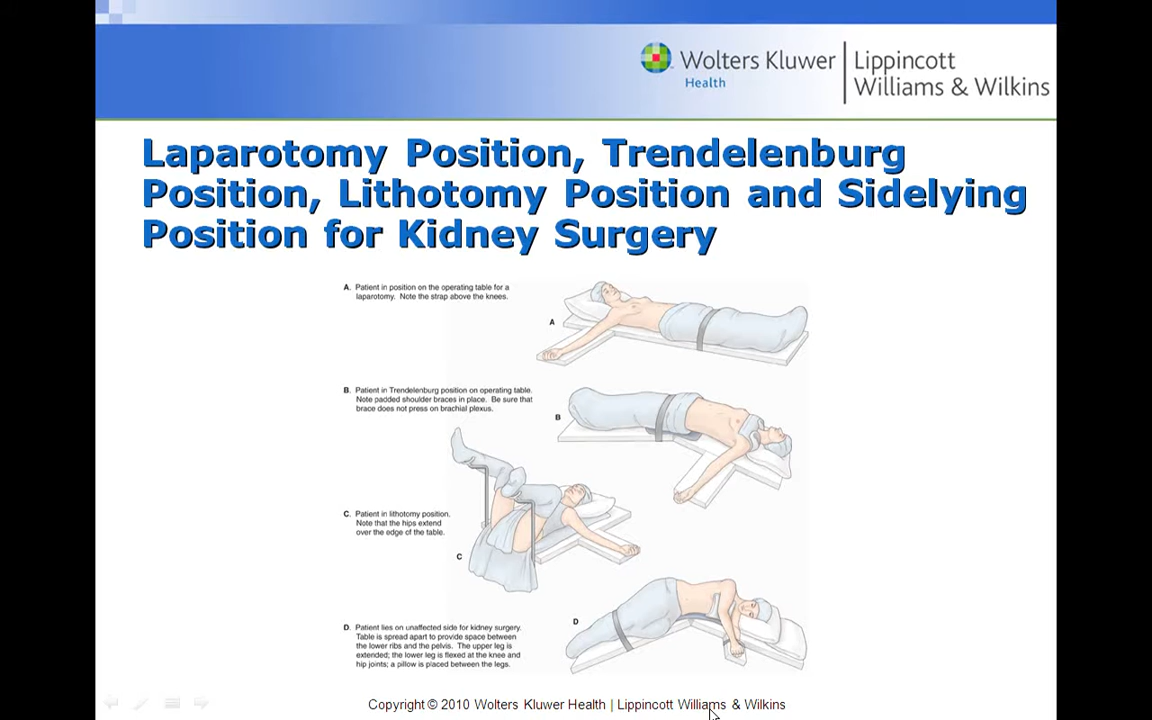 Wolters Kluwer
Health
Lippincott
Williams & Wilkins
Laparotomy Position, Trendelenburg
Position, Lithotomy Position and Sidelying
Position for Kidney Surgery
A. Patient in position on the operating table for a
laparotomy. Note the strap above the knees.
A
B. Patient in Trendelenburg position on operating table.
Note padded shoulder braces in place. Be sure that
brace does not press on brachial plexus.
B
C. Patient in lithotomy position.
Note that the hips extend
over the edge of the table.
C
D. Patient lies on unaffected side for kidney surgery.
Table is spread apart to provide space between
the lower ribs and the pelvis. The upper leg is
extended; the lower leg is flexed at the knee and
hip joints; a pillow is placed between the legs.
D
Copyright © 2010 Wolters Kluwer Health | Lippincott Williams & Wilkins